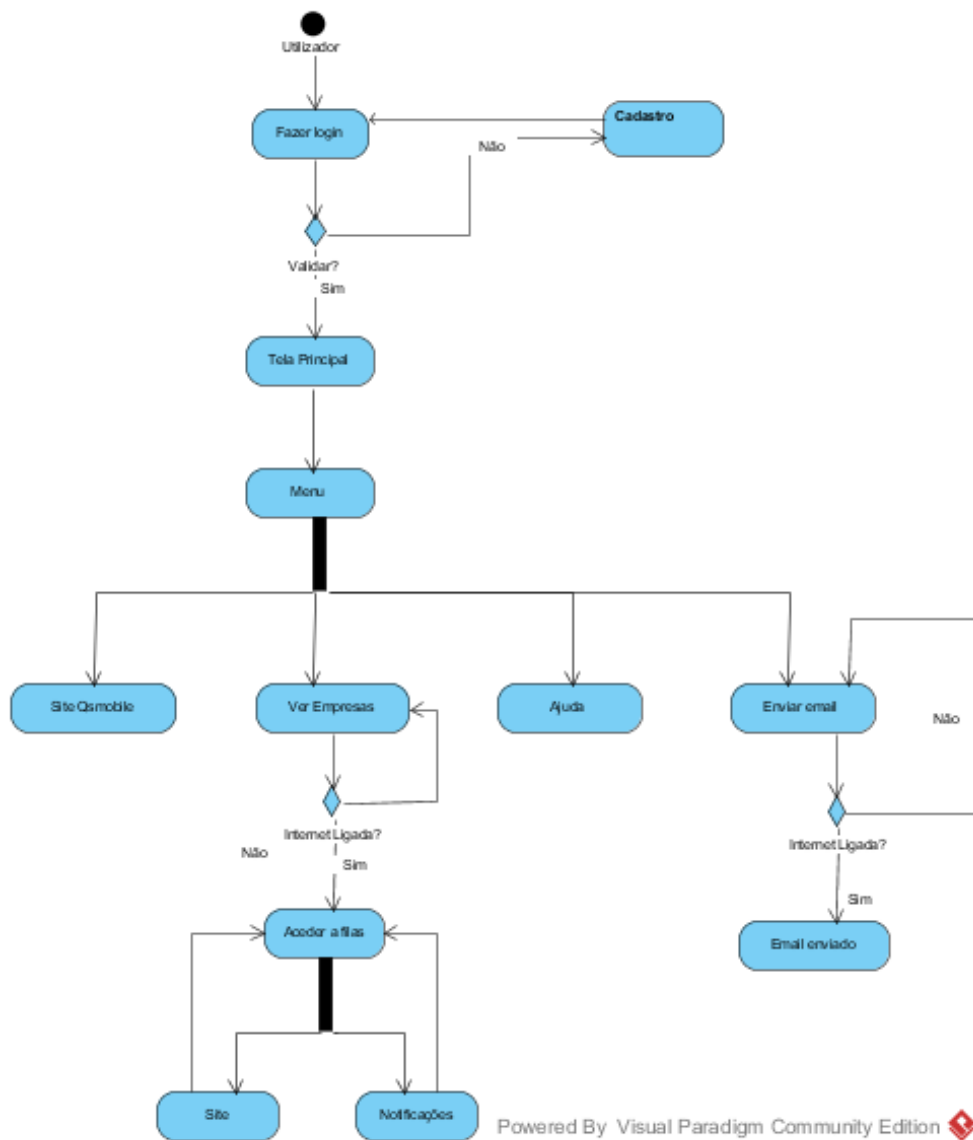 Utilizador
Fazer login
Cadastro
Não
Validar?
Sim
Tela Principal
Menu
Site Qsmobile
Ver Empresas
Ajuda
Enviar email
Não
Internet Ligada?
Não
Sim
Internet Ligada?
Sim
Aceder a filas
Email enviado
Site
Notificações
Powered By Visual Paradigm Community Edition